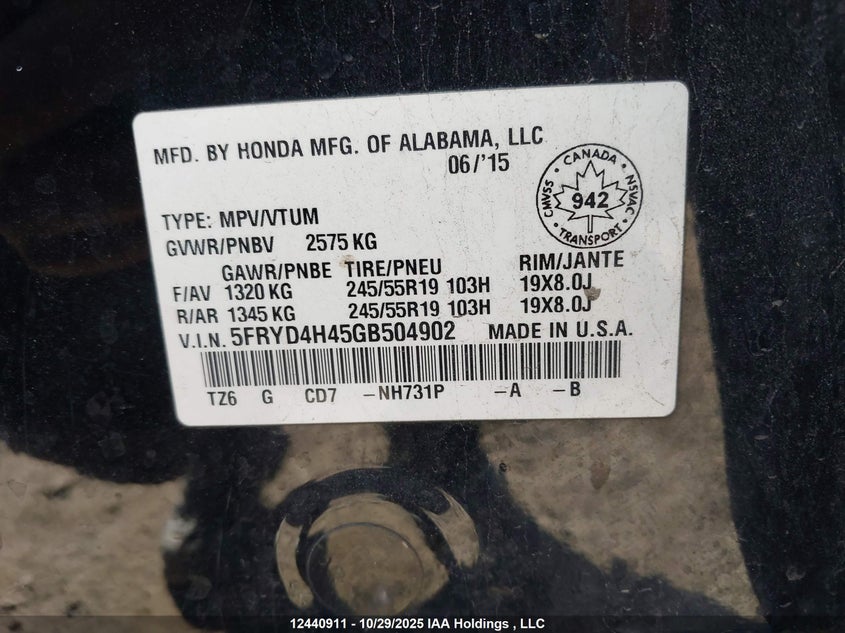 MFD. BY HONDA MFG. OF ALABAMA, LLC
06/'15
CANADA
CMVSS 942 NSVAC
TRANSPORT
TYPE: MPV/VTUM
GVWR/PNBV 2575 KG
GAWR/PNBE TIRE/PNEU RIM/JANTE
F/AV 1320 KG 245/55R19 103H 19X8.0J
R/AR 1345 KG 245/55R19 103H 19X8.0J
V.I.N. 5FRYD4H45GB504902 MADE IN U.S.A.
TZ6 G CD7 -NH731P -A -B
12440911 - 10/29/2025 IAA Holdings , LLC